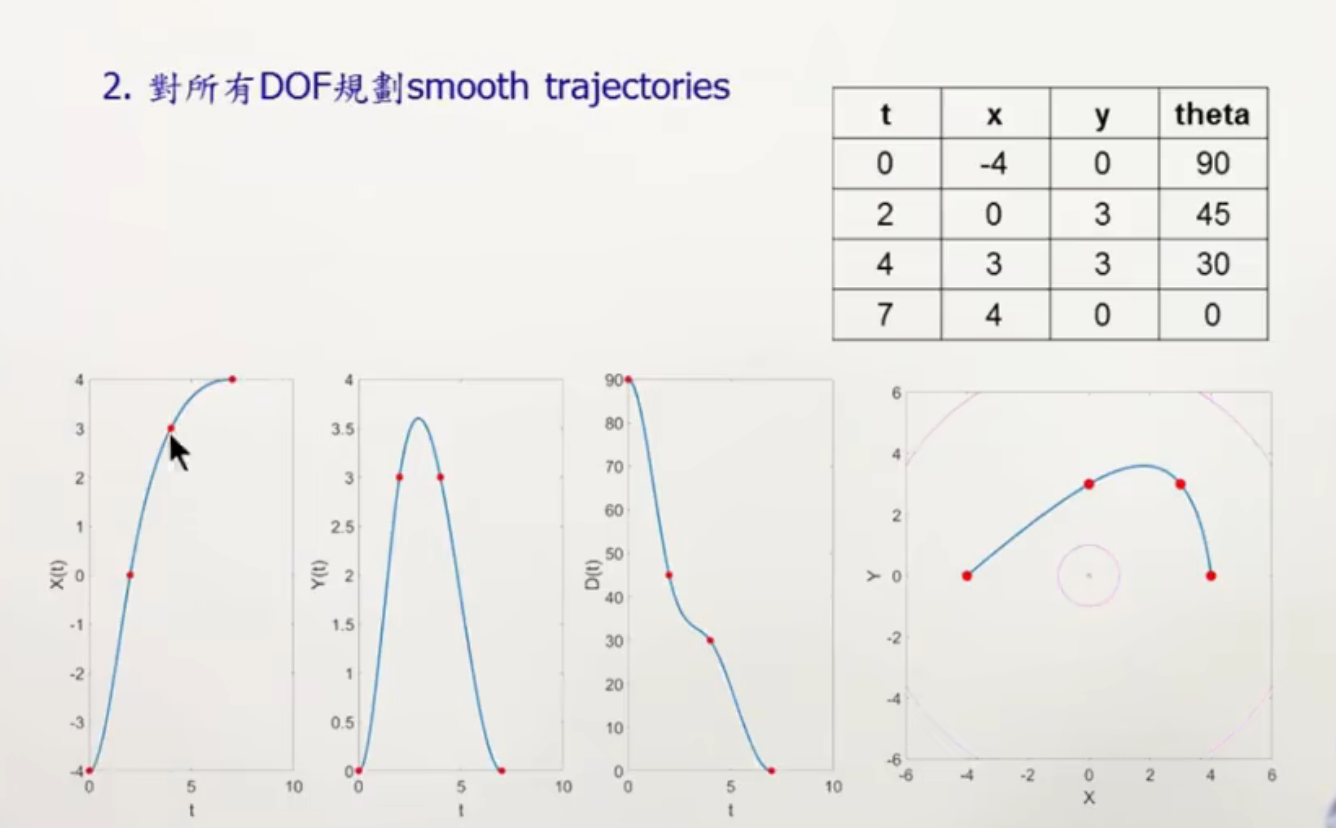 2. 對所有DOF規劃smooth trajectories
t x y theta
0 -4 0 90
2 0 3 45
4 3 3 30
7 4 0 0
4
3
2
1
0
-1
-2
-3
-4
X(t)
0 5 10
t
4
3.5
3
2.5
2
1.5
1
0.5
0
Y(t)
0 5 10
t
90
80
70
60
50
40
30
20
10
0
D(t)
0 5 10
t
6
4
2
0
-2
-4
-6
Y
-6 -4 -2 0 2 4 6
X